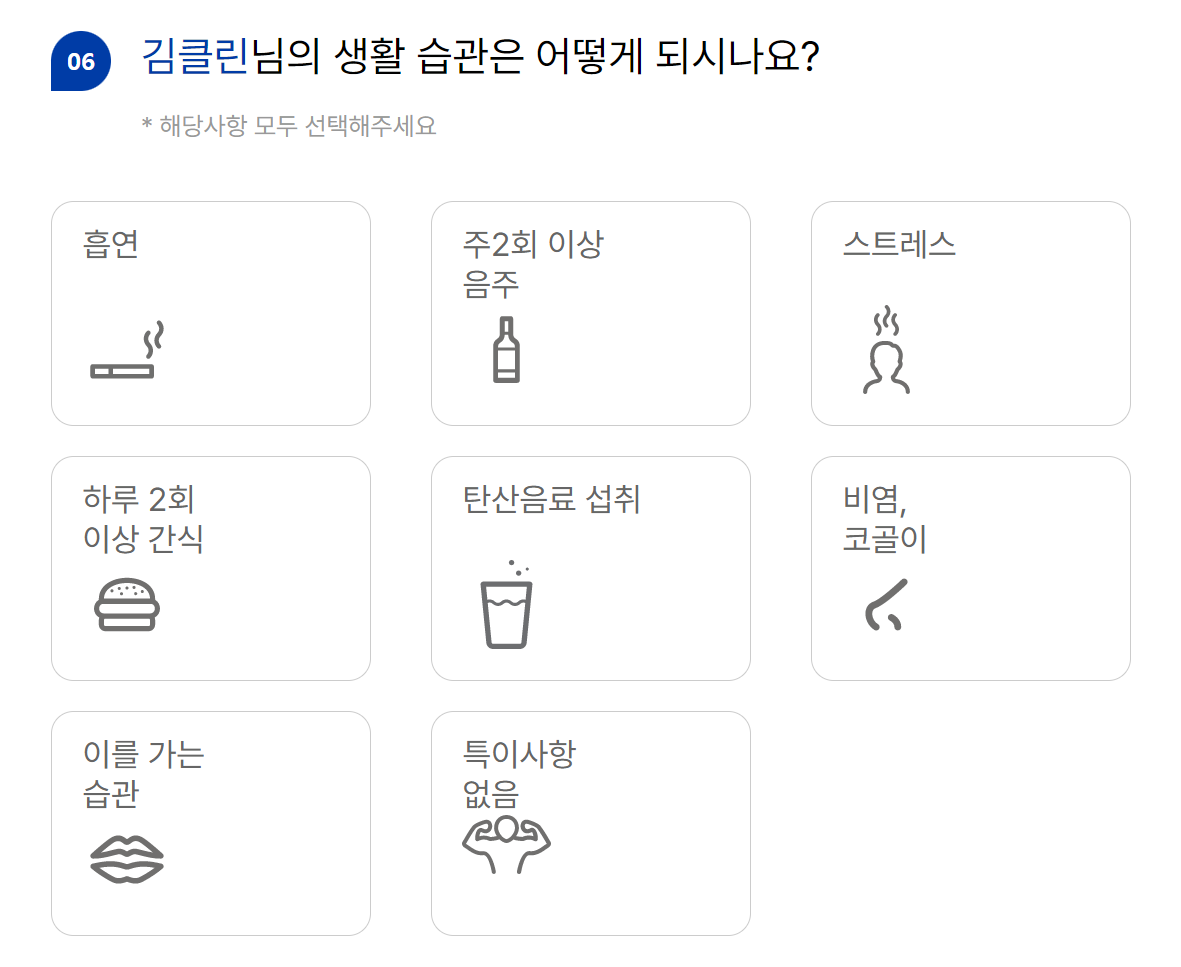 06 김클린님의 생활 습관은 어떻게 되시나요?
* 해당사항 모두 선택해주세요
흡연
주2회 이상
음주
스트레스
하루 2회
이상 간식
탄산음료 섭취
비염,
코골이
이를 가는
습관
특이사항
없음